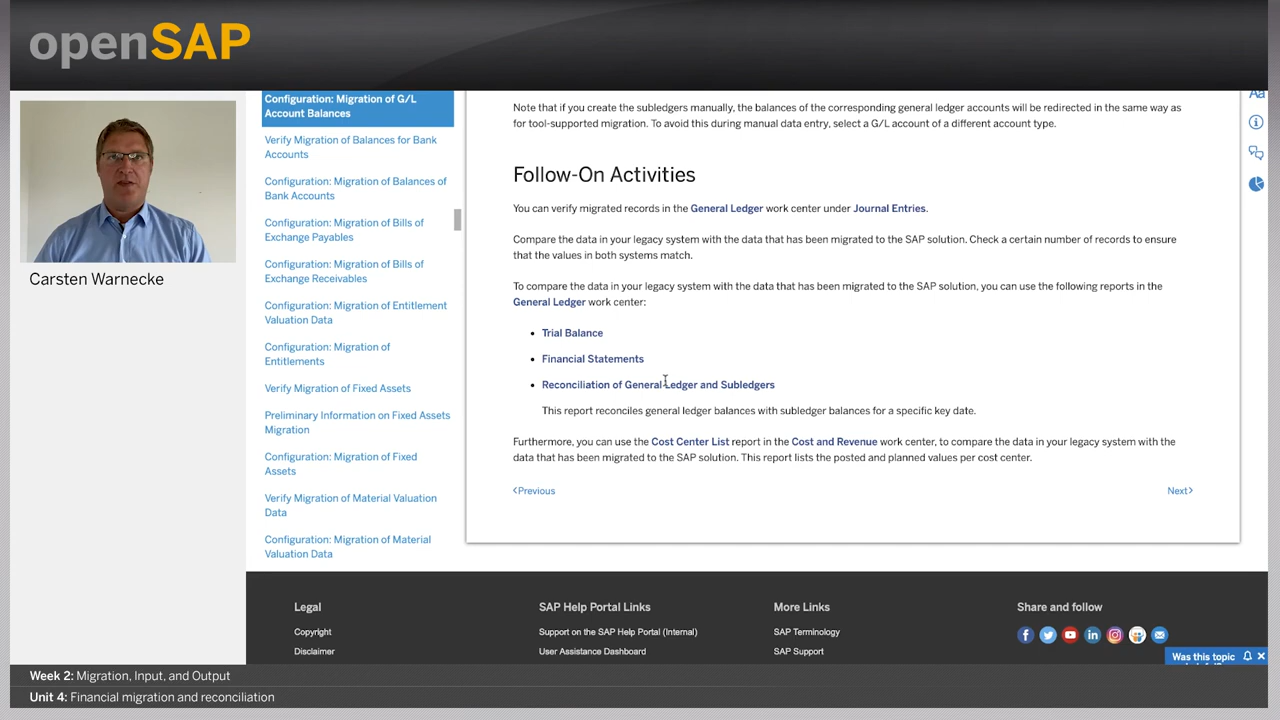 openSAP
Carsten Warnecke
Configuration: Migration of G/L
Account Balances
Verify Migration of Balances for Bank
Accounts
Configuration: Migration of Balances of
Bank Accounts
Configuration: Migration of Bills of
Exchange Payables
Configuration: Migration of Bills of
Exchange Receivables
Configuration: Migration of Entitlement
Valuation Data
Configuration: Migration of
Entitlements
Verify Migration of Fixed Assets
Preliminary Information on Fixed Assets
Migration
Configuration: Migration of Fixed
Assets
Verify Migration of Material Valuation
Data
Configuration: Migration of Material
Valuation Data
Note that if you create the subledgers manually, the balances of the corresponding general ledger accounts will be redirected in the same way as
for tool-supported migration. To avoid this during manual data entry, select a G/L account of a different account type.
Follow-On Activities
You can verify migrated records in the General Ledger work center under Journal Entries.
Compare the data in your legacy system with the data that has been migrated to the SAP solution. Check a certain number of records to ensure
that the values in both systems match.
To compare the data in your legacy system with the data that has been migrated to the SAP solution, you can use the following reports in the
General Ledger work center:
• Trial Balance
• Financial Statements
• Reconciliation of General Ledger and Subledgers
This report reconciles general ledger balances with subledger balances for a specific key date.
Furthermore, you can use the Cost Center List report in the Cost and Revenue work center, to compare the data in your legacy system with the
data that has been migrated to the SAP solution. This report lists the posted and planned values per cost center.
Previous
Next
Aa
Legal
Copyright
Disclaimer
SAP Help Portal Links
Support on the SAP Help Portal (Internal)
User Assistance Dashboard
More Links
SAP Terminology
SAP Support
Share and follow
Was this topic
Week 2: Migration, Input, and Output
Unit 4: Financial migration and reconciliation